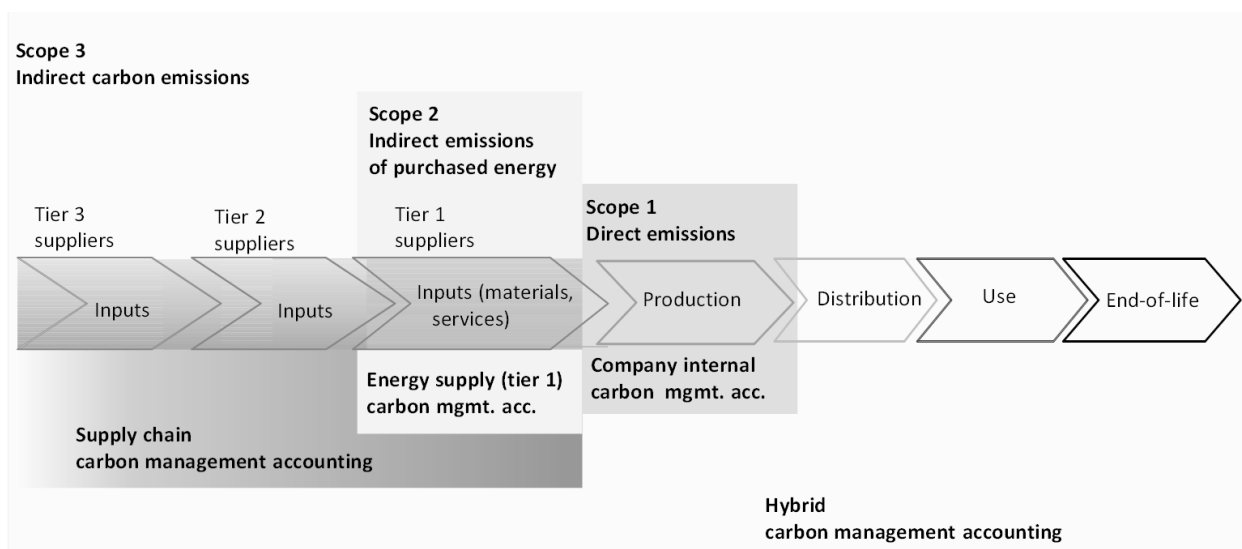 Scope 3
Indirect carbon emissions
Scope 2
Indirect emissions
of purchased energy
Scope 1
Direct emissions
Tier 3
suppliers
Tier 2
suppliers
Tier 1
suppliers
Inputs
Inputs
Inputs (materials,
services)
Production
Distribution
Use
End-of-life
Energy supply (tier 1)
carbon mgmt. acc.
Company internal
carbon mgmt. acc.
Supply chain
carbon management accounting
Hybrid
carbon management accounting